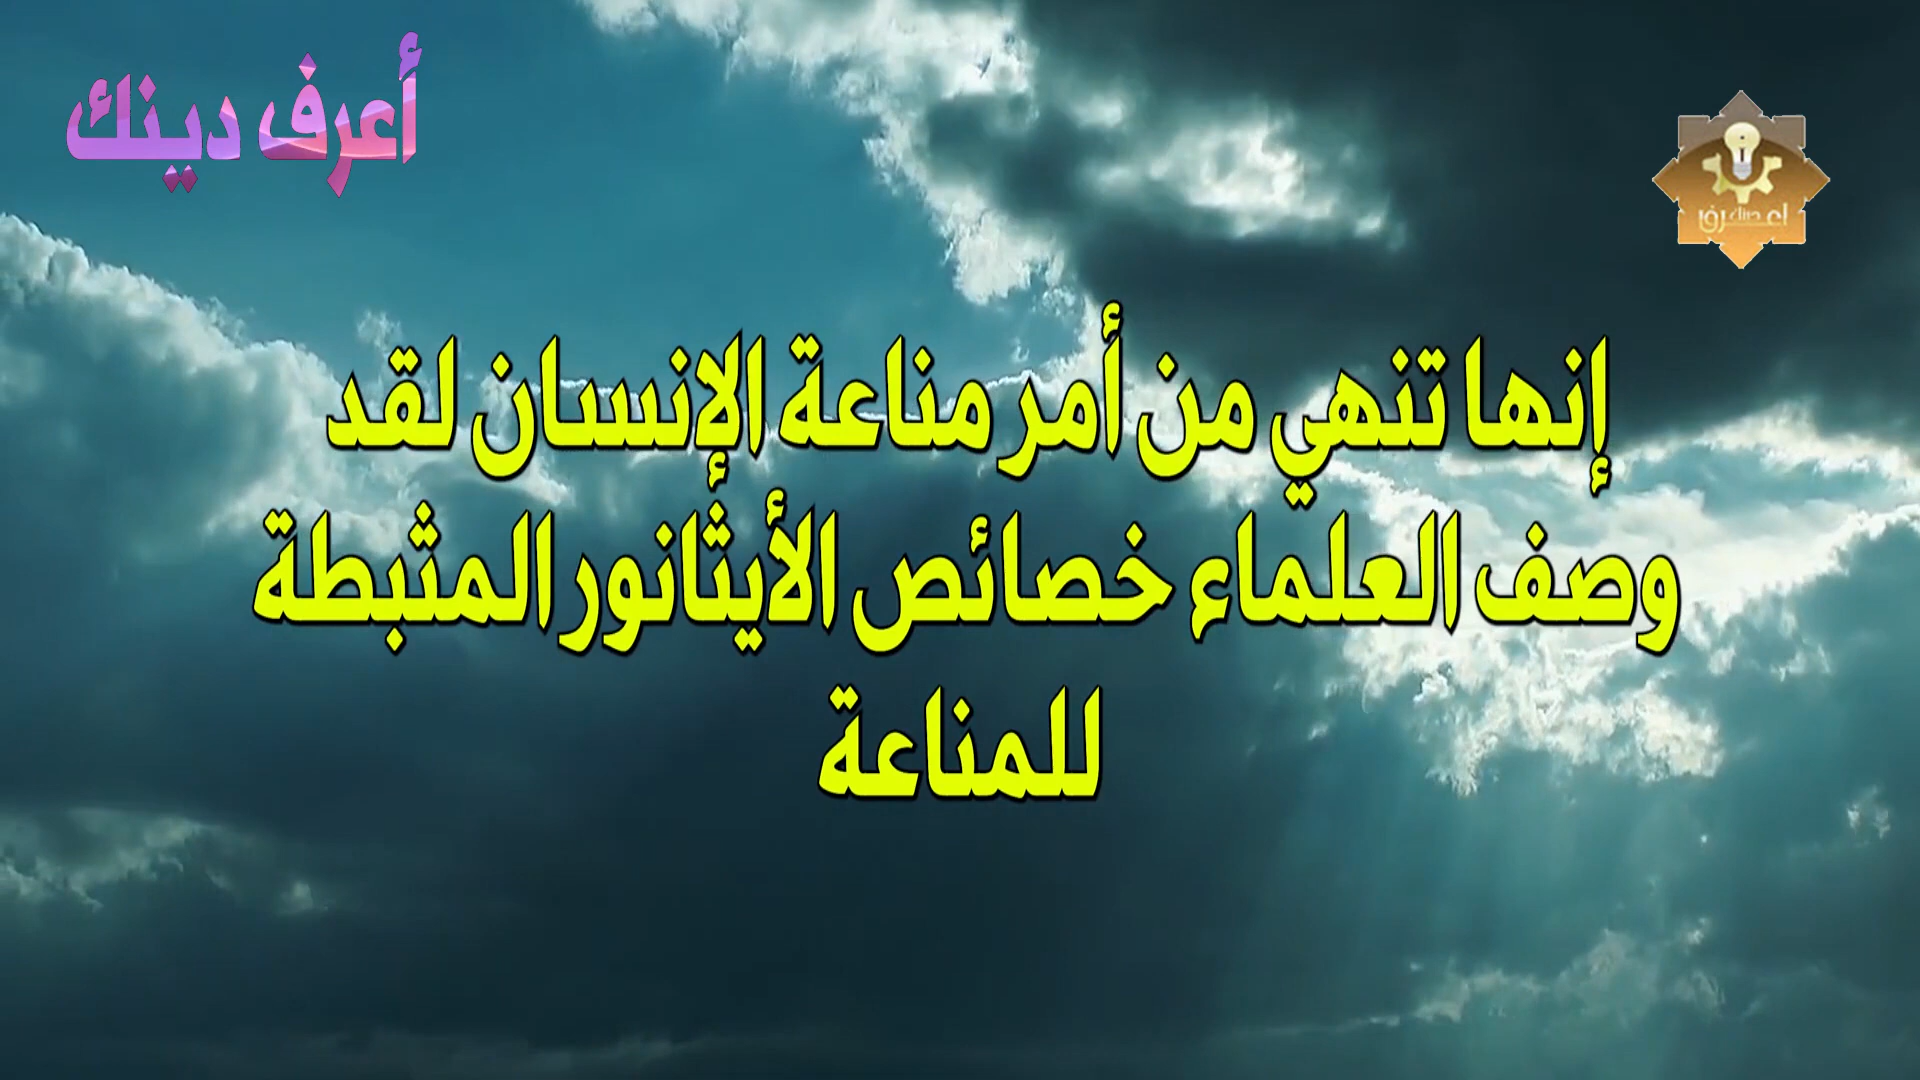 أعرف دينك
إنها تنهي من أمر مناعة الإنسان لقد
وصف العلماء خصائص الأيثانور المثبطة
للمناعة